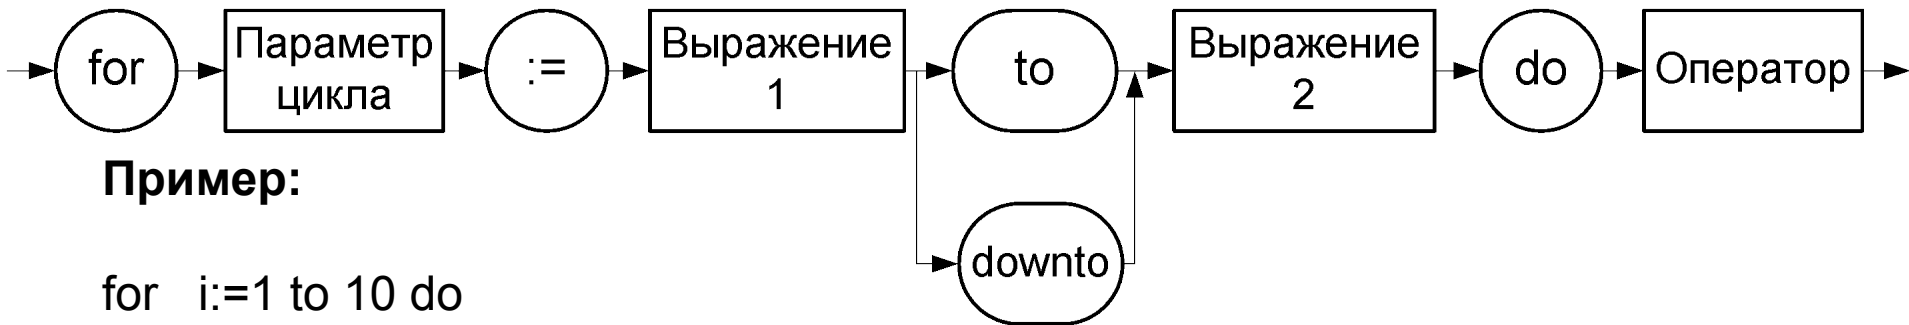 for
Параметр
цикла
:=
Выражение
1
to
downto
Выражение
2
do
Оператор
Пример:
for i:=1 to 10 do